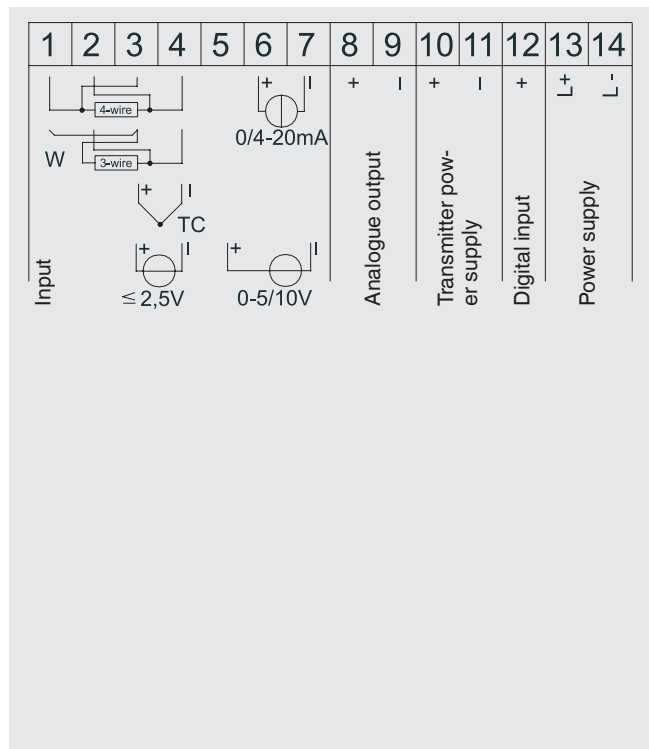 1 2 3 4 5 6 7 8 9 10 11 12 13 14
+ I + I + I + L+ L -
4-wire
0/4-20mA
W
3-wire
+ I
TC
+ I + I
≤ 2,5V 0-5/10V
Input
Analogue output
Transmitter pow-
er supply
Digital input
Power supply